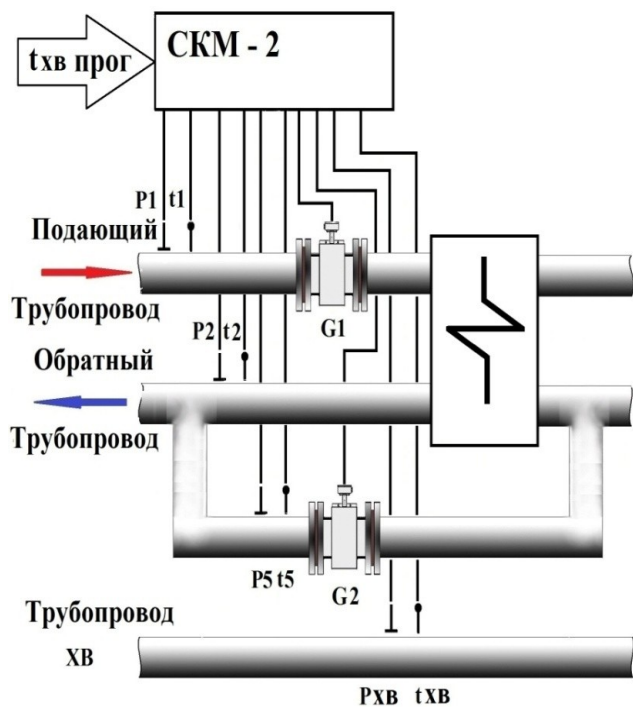 tхв прог
СКМ - 2
P1 t1
Подающий
Трубопровод
G1
P2 t2
Обратный
Трубопровод
P5 t5
G2
Трубопровод
ХВ
Pхв tхв